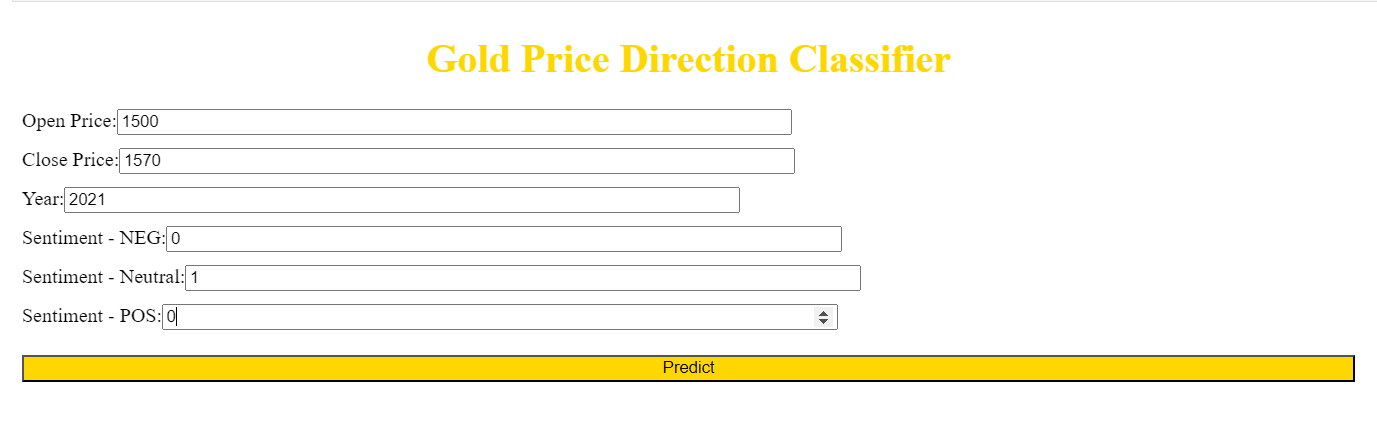 Gold Price Direction Classifier
Open Price: 1500
Close Price: 1570
Year: 2021
Sentiment - NEG: 0
Sentiment - Neutral: 1
Sentiment - POS: 0
Predict